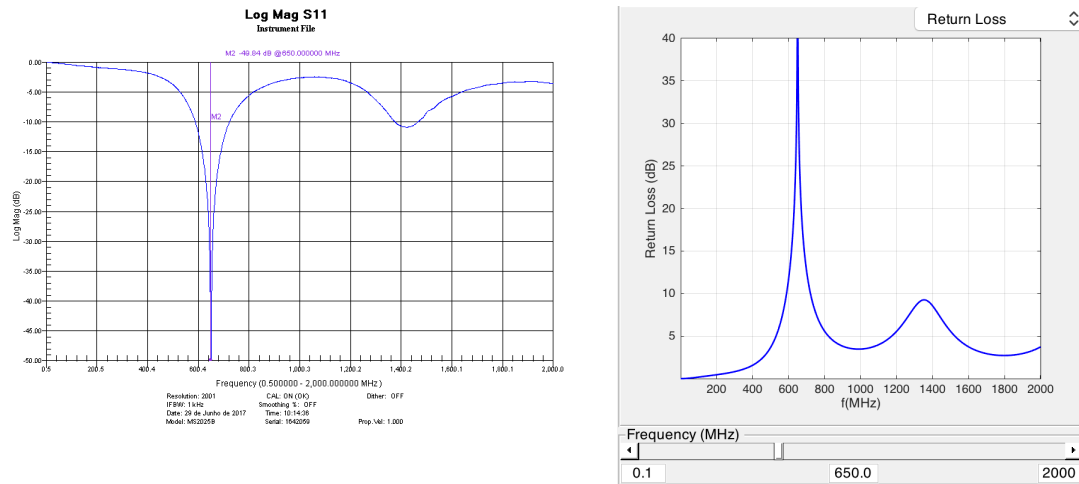 Log Mag S11
Instrument File
M2 -49.84 dB @650.000000 MHz
0.00
-5.00
-10.00
-15.00
-20.00
-25.00
-30.00
-35.00
-40.00
-45.00
-50.00
Log Mag (dB)
M2
0.5 200.5 400.4 600.4 800.3 1,000.3 1,200.2 1,400.2 1,600.1 1,800.1 2,000.0
Frequency (0.500000 - 2,000.000000 MHz)
Resolution: 2001 CAL: ON (OK) Dither: OFF
IFBW: 1 kHz Smoothing %: OFF
Date: 29 de Junho de 2017 Time: 10:14:36
Model: MS2025B Serial: 1642059 Prop.Vel: 1.000
Return Loss
40
35
30
25
20
15
10
5
Return Loss (dB)
200 400 600 800 1000 1200 1400 1600 1800 2000
f(MHz)
Frequency (MHz)
0.1 650.0 2000